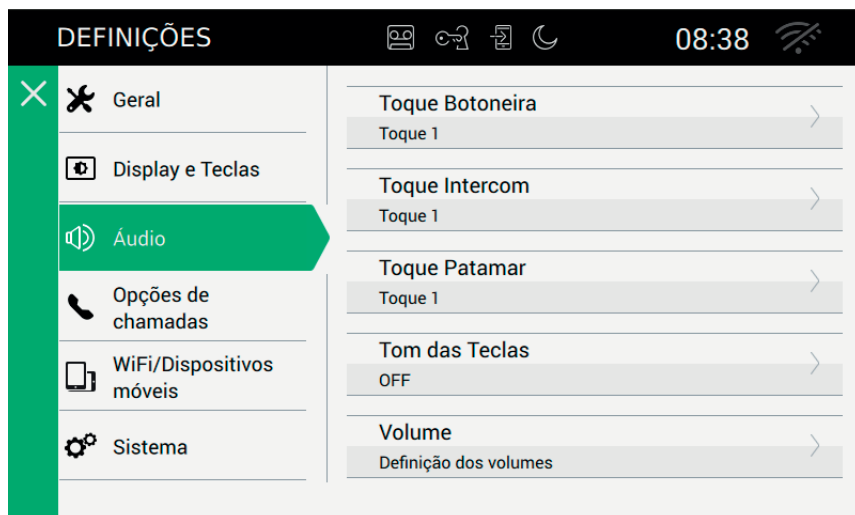 DEFINIÇÕES
08:38
Geral
Display e Teclas
Áudio
Opções de
chamadas
WiFi/Dispositivos
móveis
Sistema
Toque Botoneira
Toque 1
Toque Intercom
Toque 1
Toque Patamar
Toque 1
Tom das Teclas
OFF
Volume
Definição dos volumes